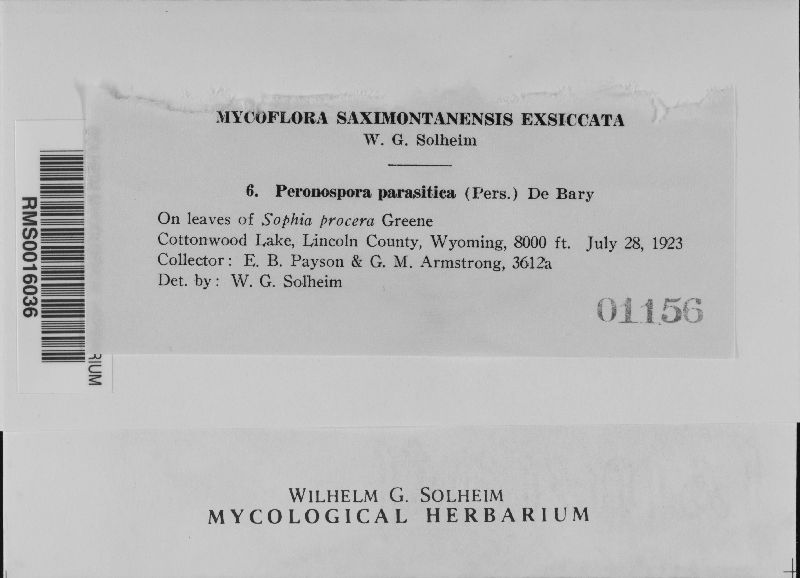 MYCOFLORA SAXIMONTANENSIS EXSICCATA
W. G. Solheim
6. Peronospora parasitica (Pers.) De Bary
On leaves of Sophia procera Greene
Cottonwood Lake, Lincoln County, Wyoming, 8000 ft. July 28, 1923
Collector: E. B. Payson & G. M. Armstrong, 3612a
Det. by: W. G. Solheim
01156
RMS0016036
RIUM
WILHELM G. SOLHEIM
MYCOLOGICAL HERBARIUM